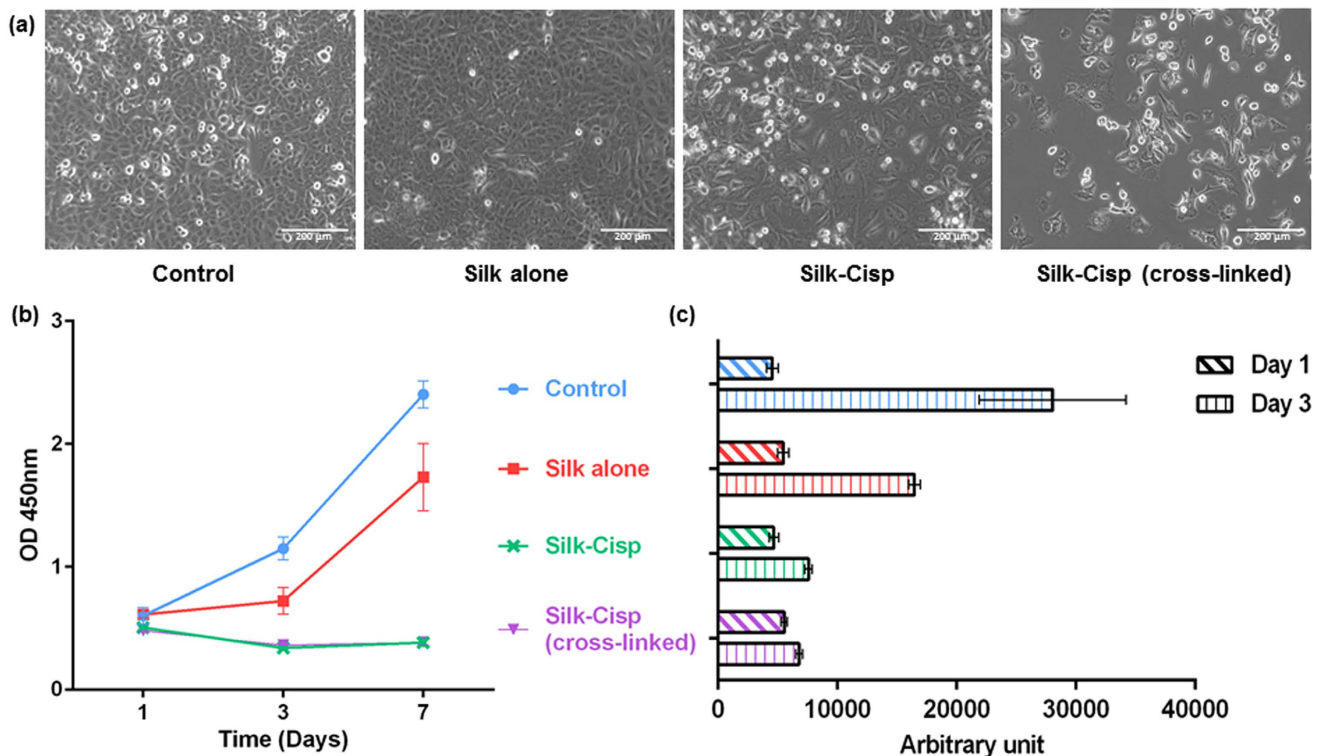 (a)
200 µm
200 µm
200 µm
200 µm
Control
Silk alone
Silk-Cisp
Silk-Cisp (cross-linked)
(b)
3
2
1
0
OD 450nm
1
3
7
Time (Days)
Control
Silk alone
Silk-Cisp
Silk-Cisp
(cross-linked)
(c)
Day 1
Day 3
0
10000
20000
30000
40000
Arbitrary unit